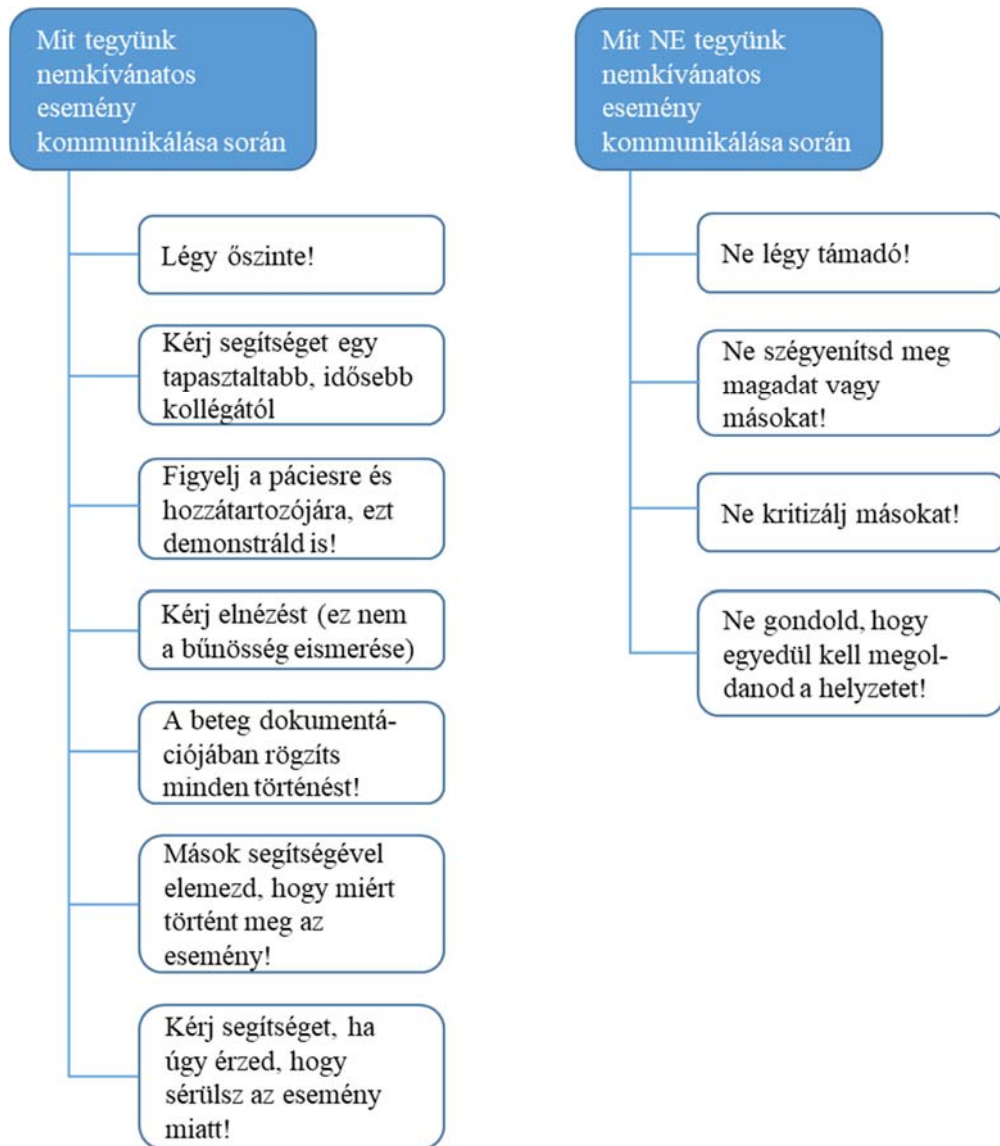 Mit tegyünk
nemkívánatos
esemény
kommunikálása során
Légy őszinte!
Kérj segítséget egy
tapasztaltabb, idősebb
kollégától
Figyelj a páciesre és
hozzátartozójára, ezt
demonstráld is!
Kérj elnézést (ez nem
a bűnösség eismerése)
A beteg dokumentá-
ciójában rögzíts
minden történést!
Mások segítségével
elemezd, hogy miért
történt meg az
esemény!
Kérj segítséget, ha
úgy érzed, hogy
sérülsz az esemény
miatt!
Mit NE tegyünk
nemkívánatos
esemény
kommunikálása során
Ne légy támadó!
Ne szégyenítsd meg
magadat vagy
másokat!
Ne kritizálj másokat!
Ne gondold, hogy
egyedül kell megol-
danod a helyzetet!